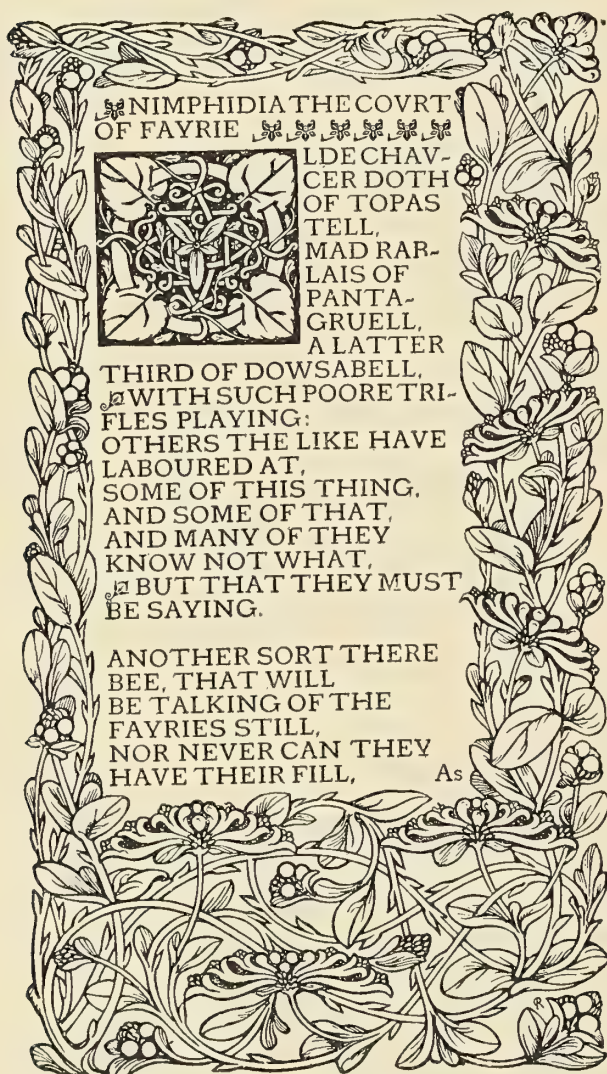 NIMPHIDIA THE COVRT
OF FAYRIE
OLDE CHAV-
CER DOTH
OF TOPAS
TELL,
MAD RAB-
LAIS OF
PANTA-
GRUELL,
A LATTER
THIRD OF DOWSABELL,
WITH SUCH POORE TRI-
FLES PLAYING:
OTHERS THE LIKE HAVE
LABOURED AT,
SOME OF THIS THING,
AND SOME OF THAT,
AND MANY OF THEY
KNOW NOT WHAT,
BUT THAT THEY MUST
BE SAYING.

ANOTHER SORT THERE
BEE, THAT WILL
BE TALKING OF THE
FAYRIES STILL,
NOR NEVER CAN THEY
HAVE THEIR FILL, As
R